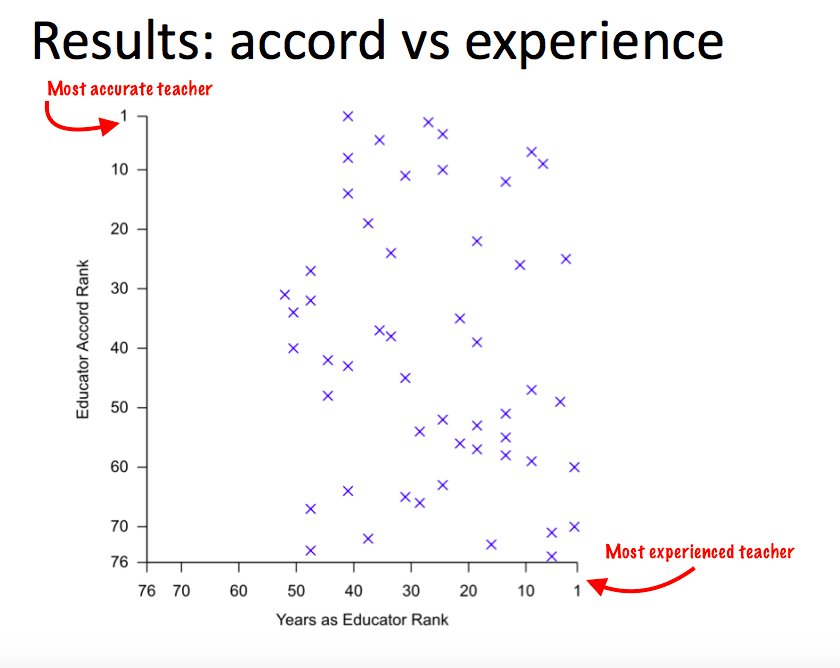 Results: accord vs experience
Most accurate teacher
1
10
20
30
40
50
60
70
76
Educator Accord Rank
Most experienced teacher
76 70 60 50 40 30 20 10 1
Years as Educator Rank